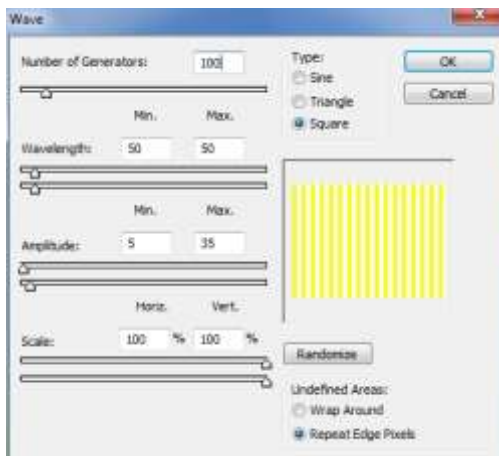 Wave
Number of Generators: 100
Min. Max.
Wavelength: 50 50
Min. Max.
Amplitude: 5 35
Horiz. Vert.
Scale: 100 % 100 %
Type:
Sine
Triangle
Square
OK
Cancel
Randomize
Undefined Areas:
Wrap Around
Repeat Edge Pixels